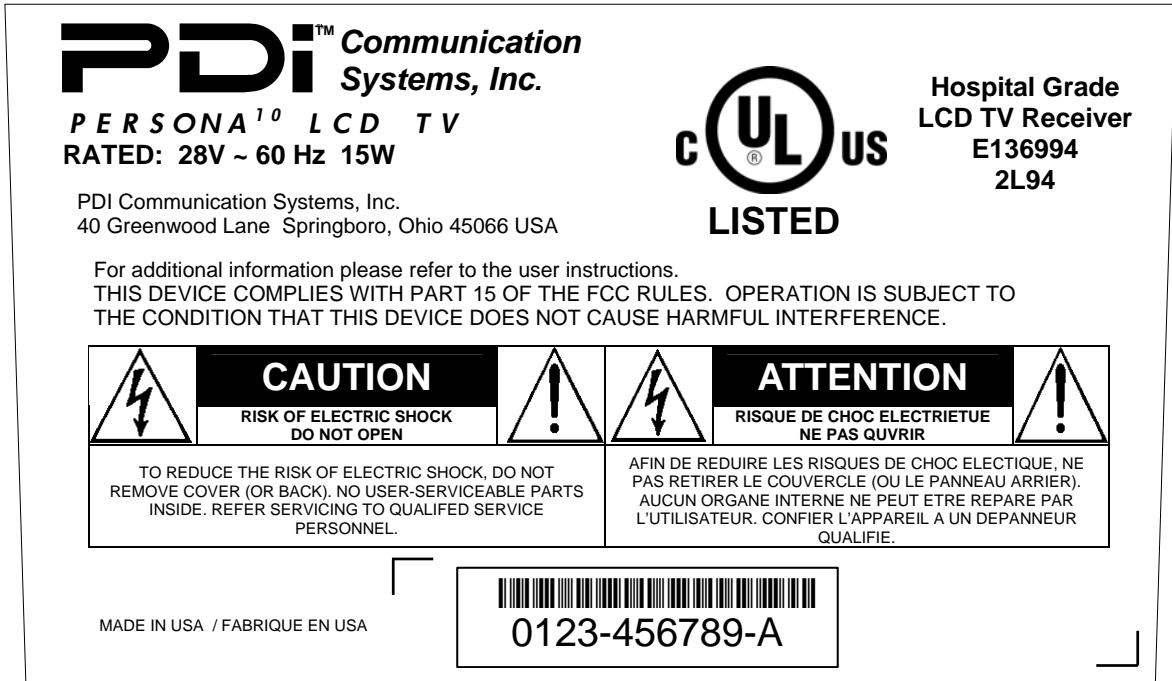 PDi™ Communication
Systems, Inc.
PERSONA¹⁰ LCD TV
RATED: 28V ~ 60 Hz 15W
PDI Communication Systems, Inc.
40 Greenwood Lane Springboro, Ohio 45066 USA
C UL® US
LISTED
Hospital Grade
LCD TV Receiver
E136994
2L94
For additional information please refer to the user instructions.
THIS DEVICE COMPLIES WITH PART 15 OF THE FCC RULES. OPERATION IS SUBJECT TO
THE CONDITION THAT THIS DEVICE DOES NOT CAUSE HARMFUL INTERFERENCE.
CAUTION
RISK OF ELECTRIC SHOCK
DO NOT OPEN
TO REDUCE THE RISK OF ELECTRIC SHOCK, DO NOT
REMOVE COVER (OR BACK). NO USER-SERVICEABLE PARTS
INSIDE. REFER SERVICING TO QUALIFED SERVICE
PERSONNEL.
ATTENTION
RISQUE DE CHOC ELECTRIETUE
NE PAS QUVRIR
AFIN DE REDUIRE LES RISQUES DE CHOC ELECTIQUE, NE
PAS RETIRER LE COUVERCLE (OU LE PANNEAU ARRIER).
AUCUN ORGANE INTERNE NE PEUT ETRE REPARE PAR
L'UTILISATEUR. CONFIER L'APPAREIL A UN DEPANNEUR
QUALIFIE.
MADE IN USA / FABRIQUE EN USA
0123-456789-A